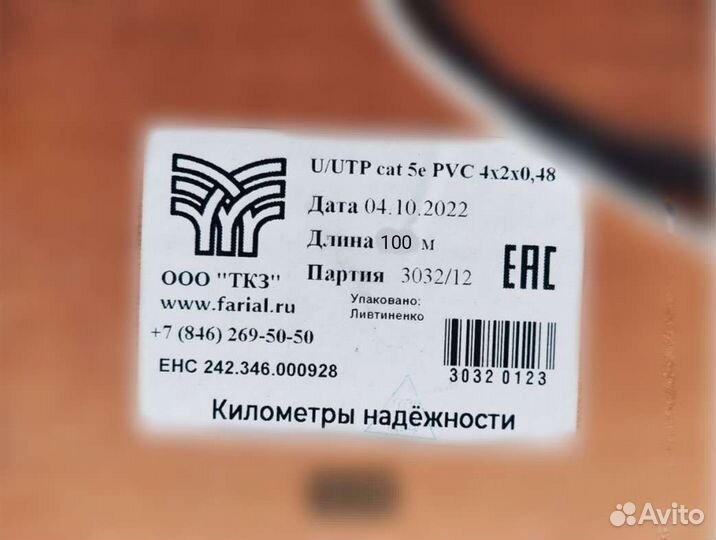 U/UTP cat 5e PVC 4x2x0,48
Дата 04.10.2022
Длина 100 м
Партия 3032/12
ООО "ТКЗ"
www.farial.ru
+7 (846) 269-50-50
Упаковано:
Ливтиненко
EAC
ЕНС 242.346.000928
3032 0123
Километры надёжности
Avito